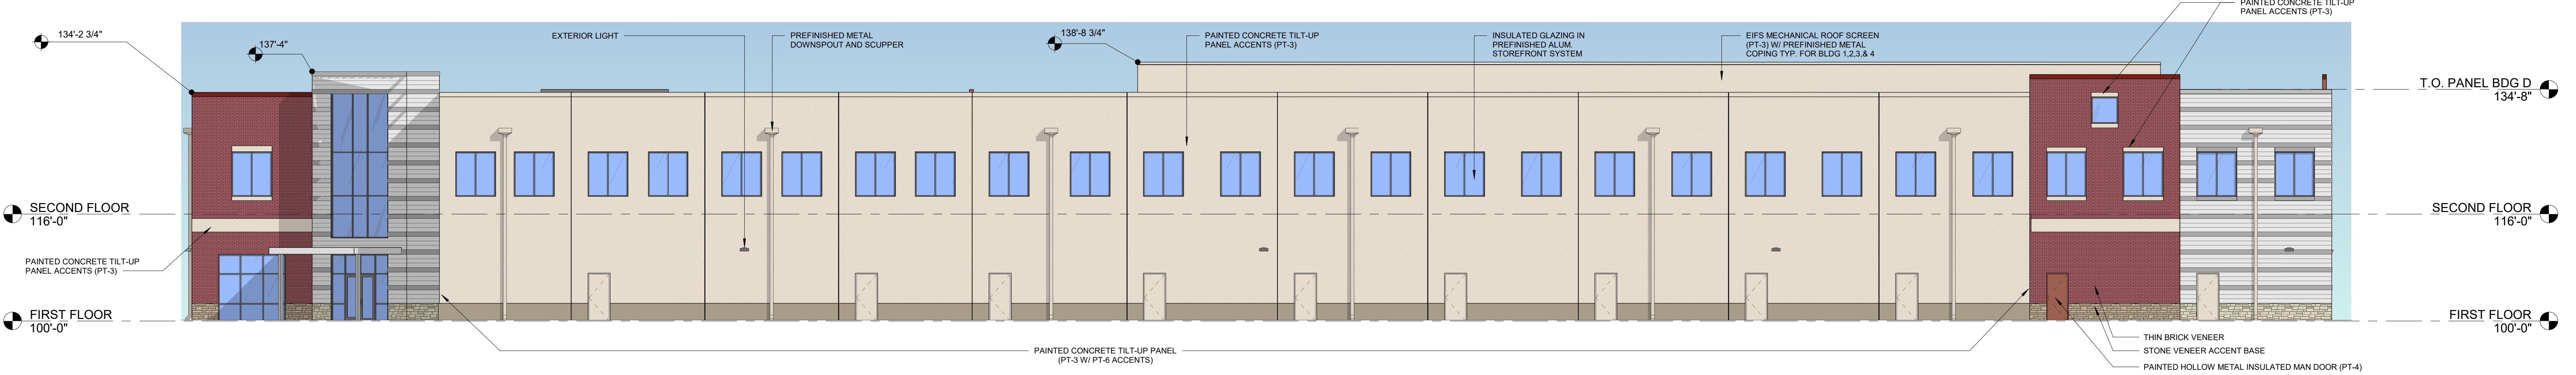 PAINTED CONCRETE TILT-UP
PANEL ACCENTS (PT-3)
134'-2 3/4"
137'-4"
EXTERIOR LIGHT
PREFINISHED METAL
DOWNSPOUT AND SCUPPER
138'-8 3/4"
PAINTED CONCRETE TILT-UP
PANEL ACCENTS (PT-3)
INSULATED GLAZING IN
PREFINISHED ALUM.
STOREFRONT SYSTEM
EIFS MECHANICAL ROOF SCREEN
(PT-3) W/ PREFINISHED METAL
COPING TYP. FOR BLDG 1,2,3,& 4
T.O. PANEL BDG D
134'-8"
SECOND FLOOR
116'-0"
SECOND FLOOR
116'-0"
PAINTED CONCRETE TILT-UP
PANEL ACCENTS (PT-3)
FIRST FLOOR
100'-0"
FIRST FLOOR
100'-0"
PAINTED CONCRETE TILT-UP PANEL
(PT-3 W/ PT-6 ACCENTS)
THIN BRICK VENEER
STONE VENEER ACCENT BASE
PAINTED HOLLOW METAL INSULATED MAN DOOR (PT-4)